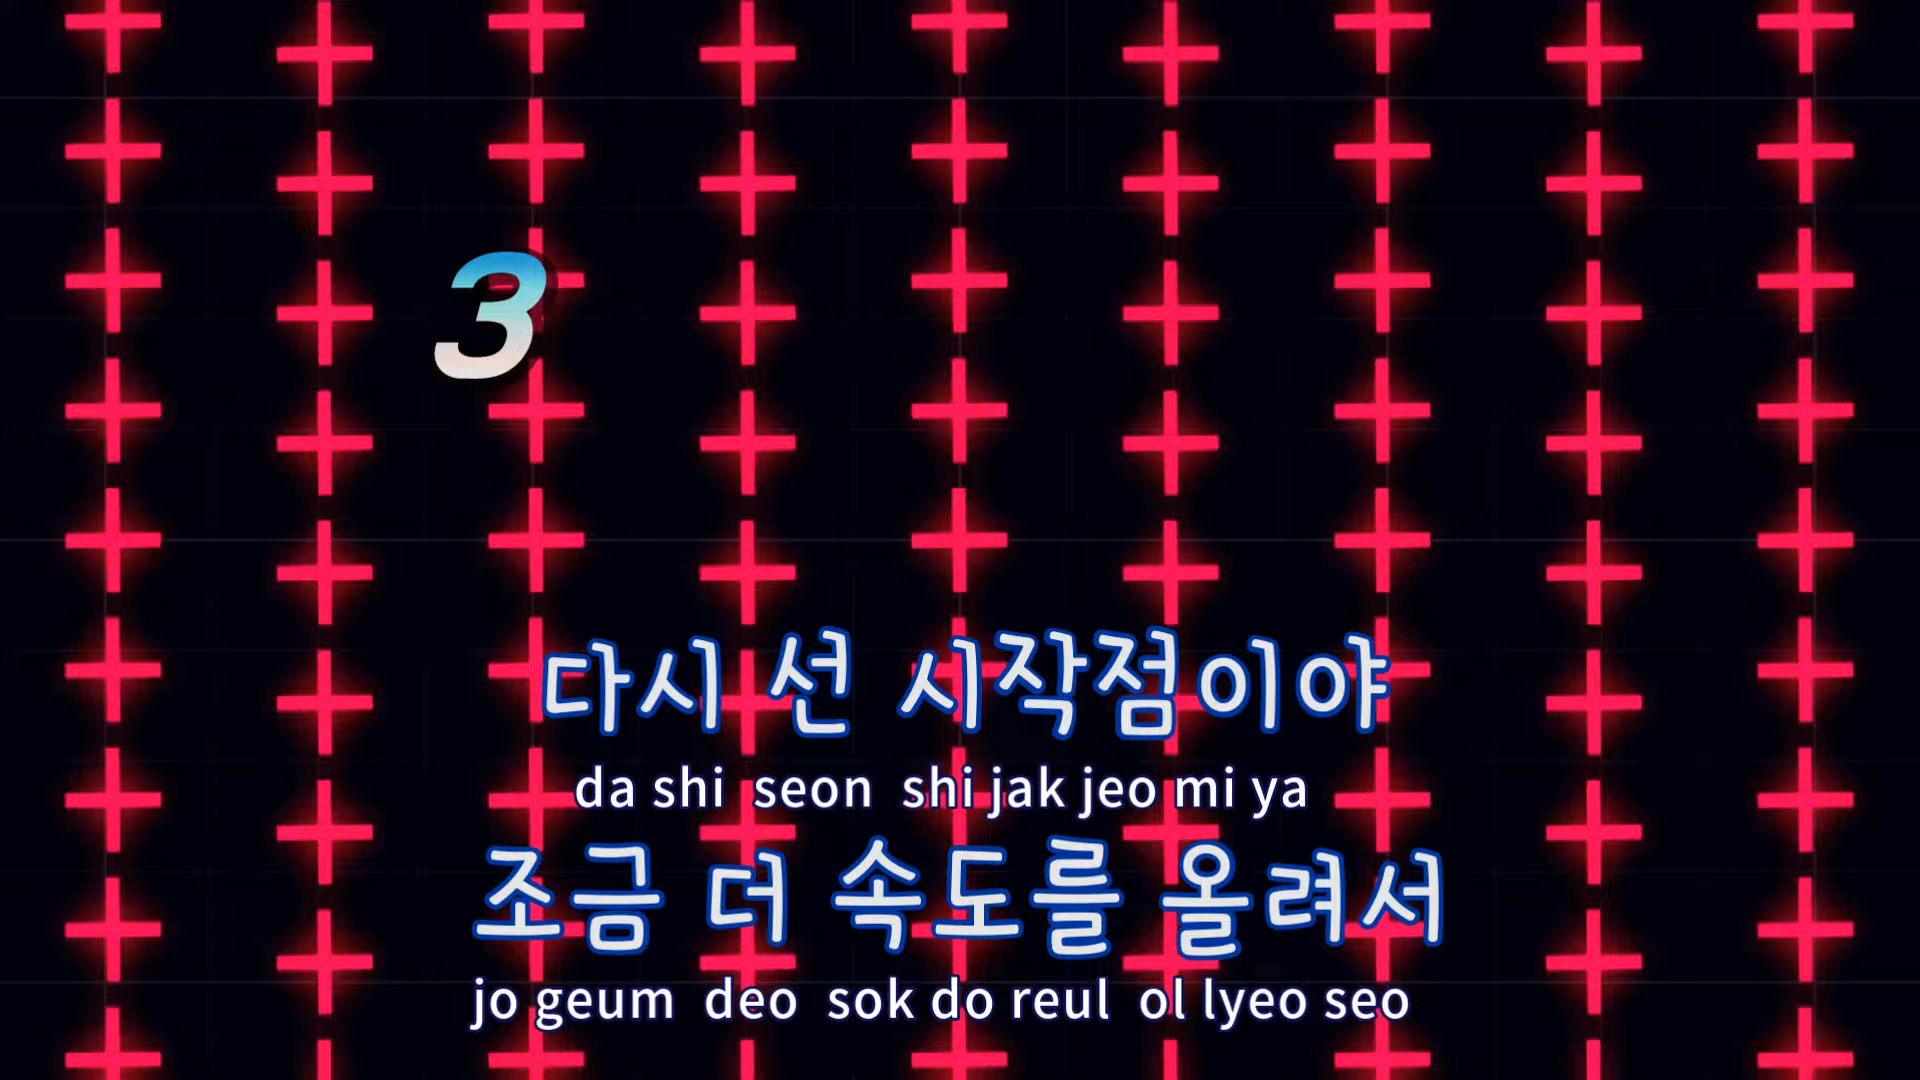 3
다시 선 시작점이야
da shi seon shi jak jeo mi ya
조금 더 속도를 올려서
jo geum deo sok do reul ol lyeo seo